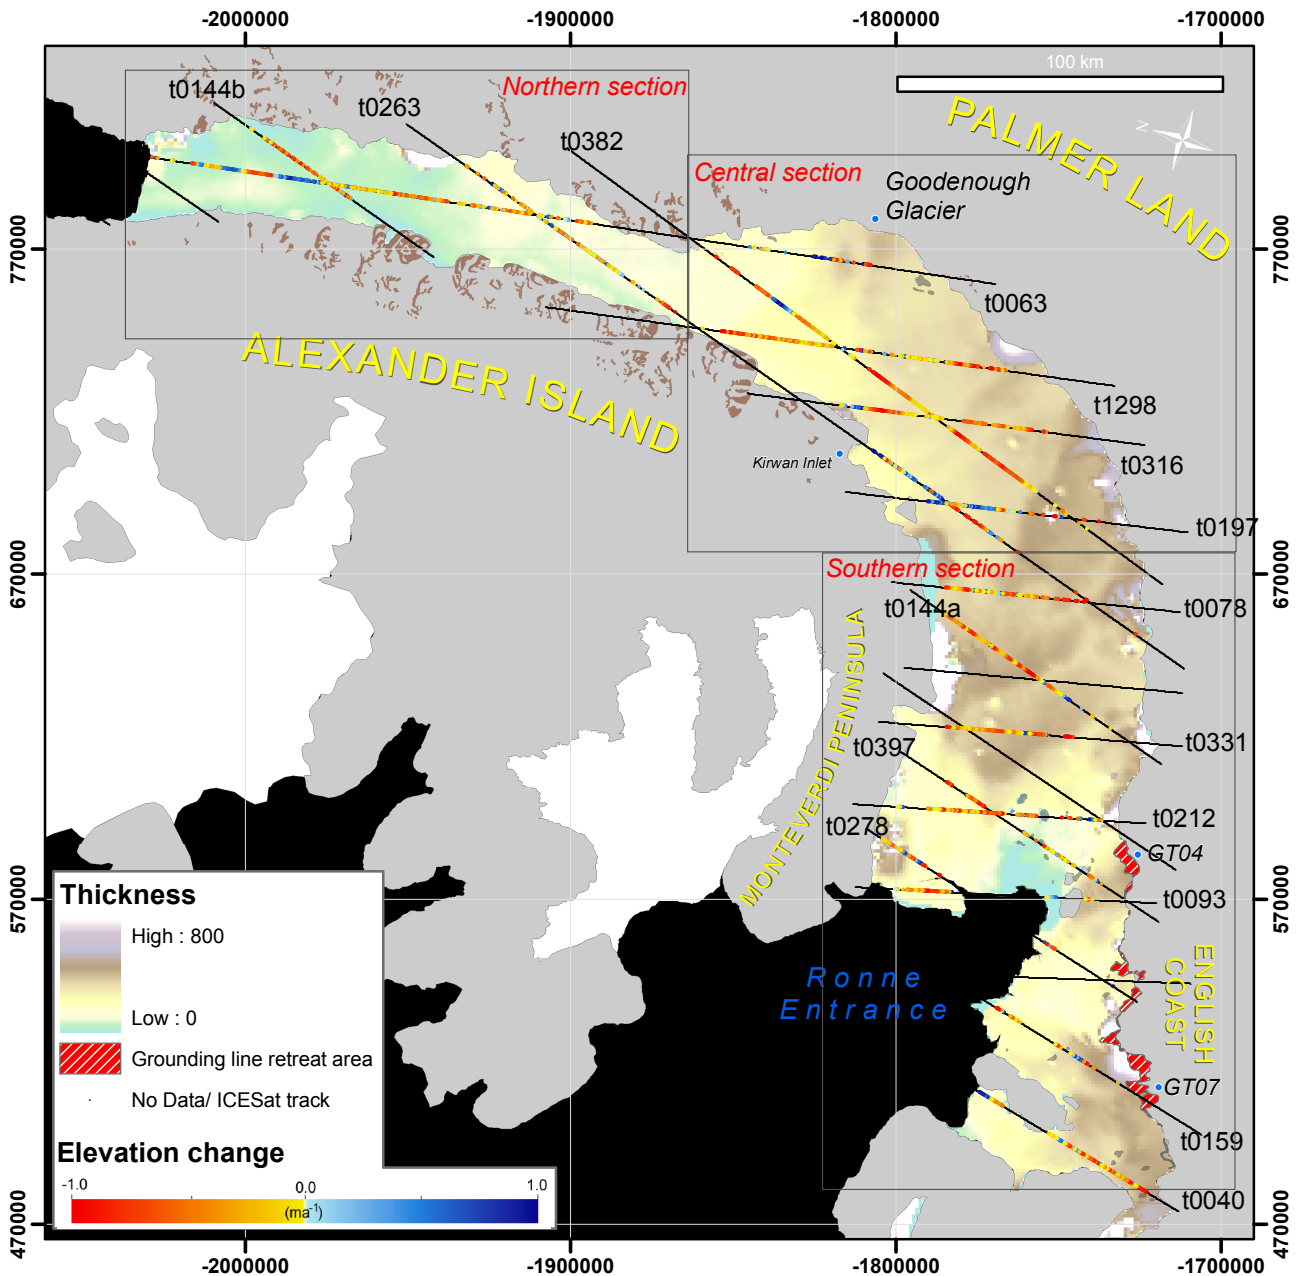 -2000000
-1900000
-1800000
-1700000
100 km
t0144b
t0263
t0382
Northern section
PALMER LAND
N
Central section
Goodenough
Glacier
770000
770000
t0063
ALEXANDER ISLAND
t1298
t0316
Kirwan Inlet
t0197
Southern section
670000
670000
t0144a
t0078
MONTEVERDI PENINSULA
t0397
t0331
t0278
t0212
GT04
t0093
570000
570000
ENGLISH
COAST
Ronne
Entrance
GT07
t0159
t0040
Thickness
High : 800
Low : 0
Grounding line retreat area
No Data/ ICESat track
Elevation change
-1.0
0.0
1.0
(ma-1)
470000
470000
-2000000
-1900000
-1800000
-1700000